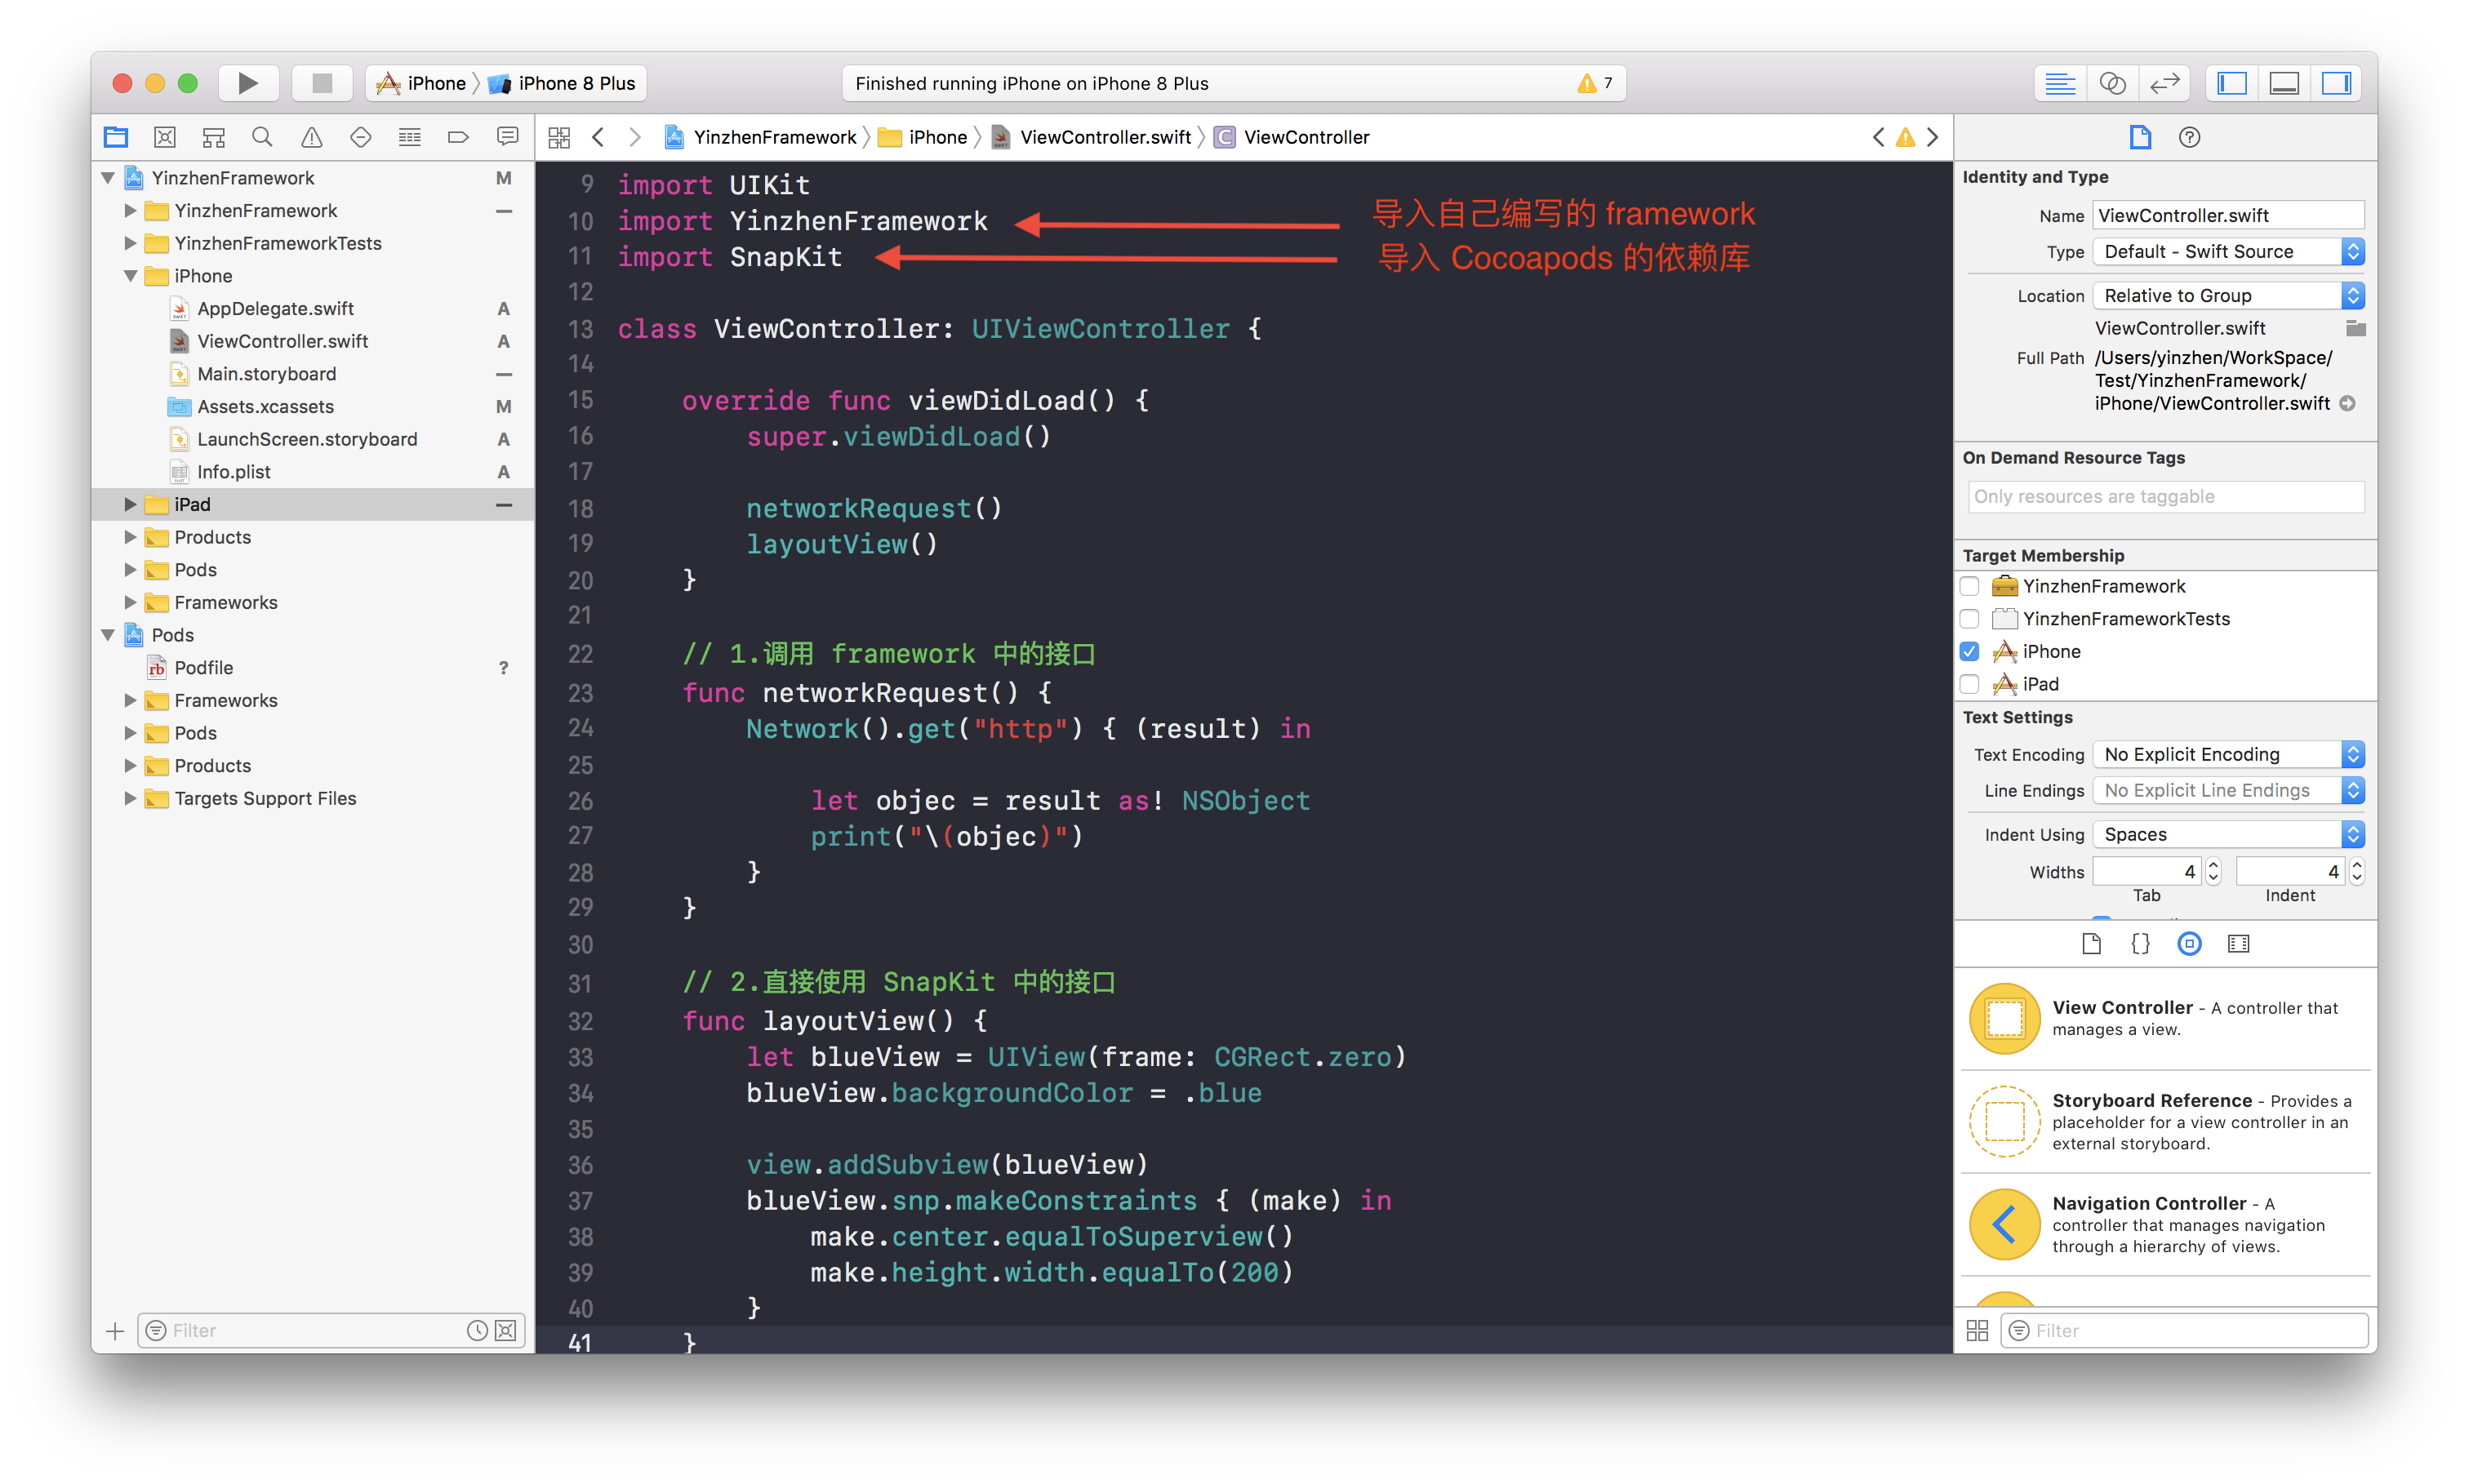 iPhone 〉 iPhone 8 Plus
Finished running iPhone on iPhone 8 Plus
7
YinzhenFramework 〉 iPhone 〉 ViewController.swift 〉 C ViewController
YinzhenFramework M
YinzhenFramework —
YinzhenFrameworkTests
iPhone
AppDelegate.swift A
ViewController.swift A
Main.storyboard —
Assets.xcassets M
LaunchScreen.storyboard A
Info.plist A
iPad —
Products
Pods
Frameworks
Pods
Podfile ?
Frameworks
Pods
Products
Targets Support Files
Filter
9 import UIKit
10 import YinzhenFramework
导入自己编写的 framework
11 import SnapKit
导入 Cocoapods 的依赖库
12
13 class ViewController: UIViewController {
14
15 override func viewDidLoad() {
16 super.viewDidLoad()
17
18 networkRequest()
19 layoutView()
20 }
21
22 // 1.调用 framework 中的接口
23 func networkRequest() {
24 Network().get("http") { (result) in
25
26 let objec = result as! NSObject
27 print("\(objec)")
28 }
29 }
30
31 // 2.直接使用 SnapKit 中的接口
32 func layoutView() {
33 let blueView = UIView(frame: CGRect.zero)
34 blueView.backgroundColor = .blue
35
36 view.addSubview(blueView)
37 blueView.snp.makeConstraints { (make) in
38 make.center.equalToSuperview()
39 make.height.width.equalTo(200)
40 }
41 }
Identity and Type
Name ViewController.swift
Type Default - Swift Source
Location Relative to Group
ViewController.swift
Full Path /Users/yinzhen/WorkSpace/
Test/YinzhenFramework/
iPhone/ViewController.swift
On Demand Resource Tags
Only resources are taggable
Target Membership
YinzhenFramework
YinzhenFrameworkTests
iPhone
iPad
Text Settings
Text Encoding No Explicit Encoding
Line Endings No Explicit Line Endings
Indent Using Spaces
Widths 4 4
Tab Indent
View Controller - A controller that
manages a view.
Storyboard Reference - Provides a
placeholder for a view controller in an
external storyboard.
Navigation Controller - A
controller that manages navigation
through a hierarchy of views.
Filter